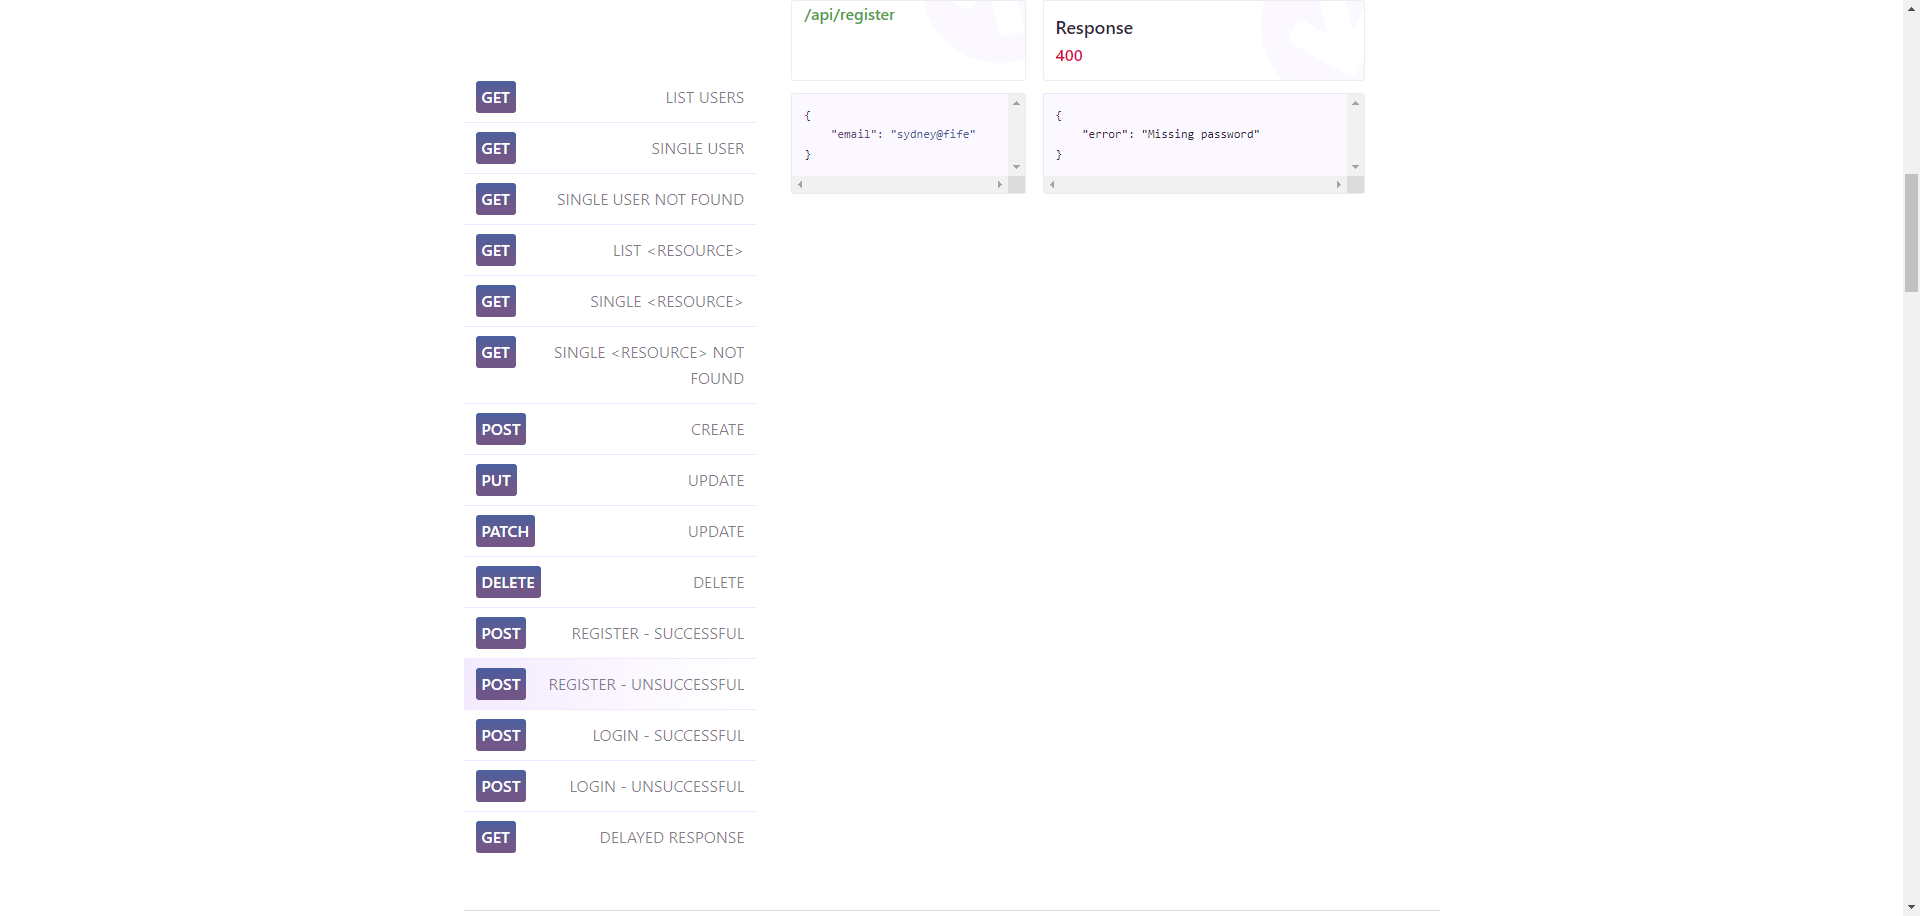 /api/register
Response
400
GET LIST USERS
GET SINGLE USER
GET SINGLE USER NOT FOUND
GET LIST <RESOURCE>
GET SINGLE <RESOURCE>
GET SINGLE <RESOURCE> NOT
FOUND
POST CREATE
PUT UPDATE
PATCH UPDATE
DELETE DELETE
POST REGISTER - SUCCESSFUL
POST REGISTER - UNSUCCESSFUL
POST LOGIN - SUCCESSFUL
POST LOGIN - UNSUCCESSFUL
GET DELAYED RESPONSE
{
"email": "sydney@fife"
}
{
"error": "Missing password"
}